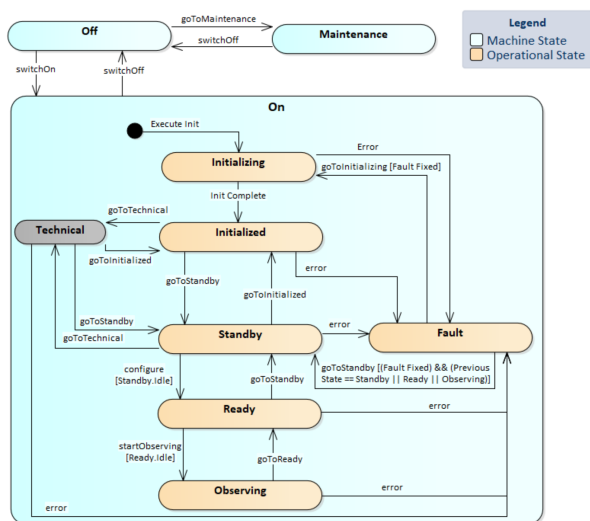 Off
goToMaintenance
switchOff
Maintenance
Legend
Machine State
Operational State
switchOn
switchOff
On
Execute Init
Initializing
Error
goToInitializing [Fault Fixed]
Init Complete
goToTechnical
Technical
Initialized
goToInitialized
error
goToStandby
goToInitialized
goToStandby
goToTechnical
Standby
error
Fault
configure
[Standby.Idle]
goToStandby
goToStandby [(Fault Fixed) && (Previous
State == Standby || Ready || Observing)]
Ready
error
startObserving
[Ready.Idle]
goToReady
Observing
error
error